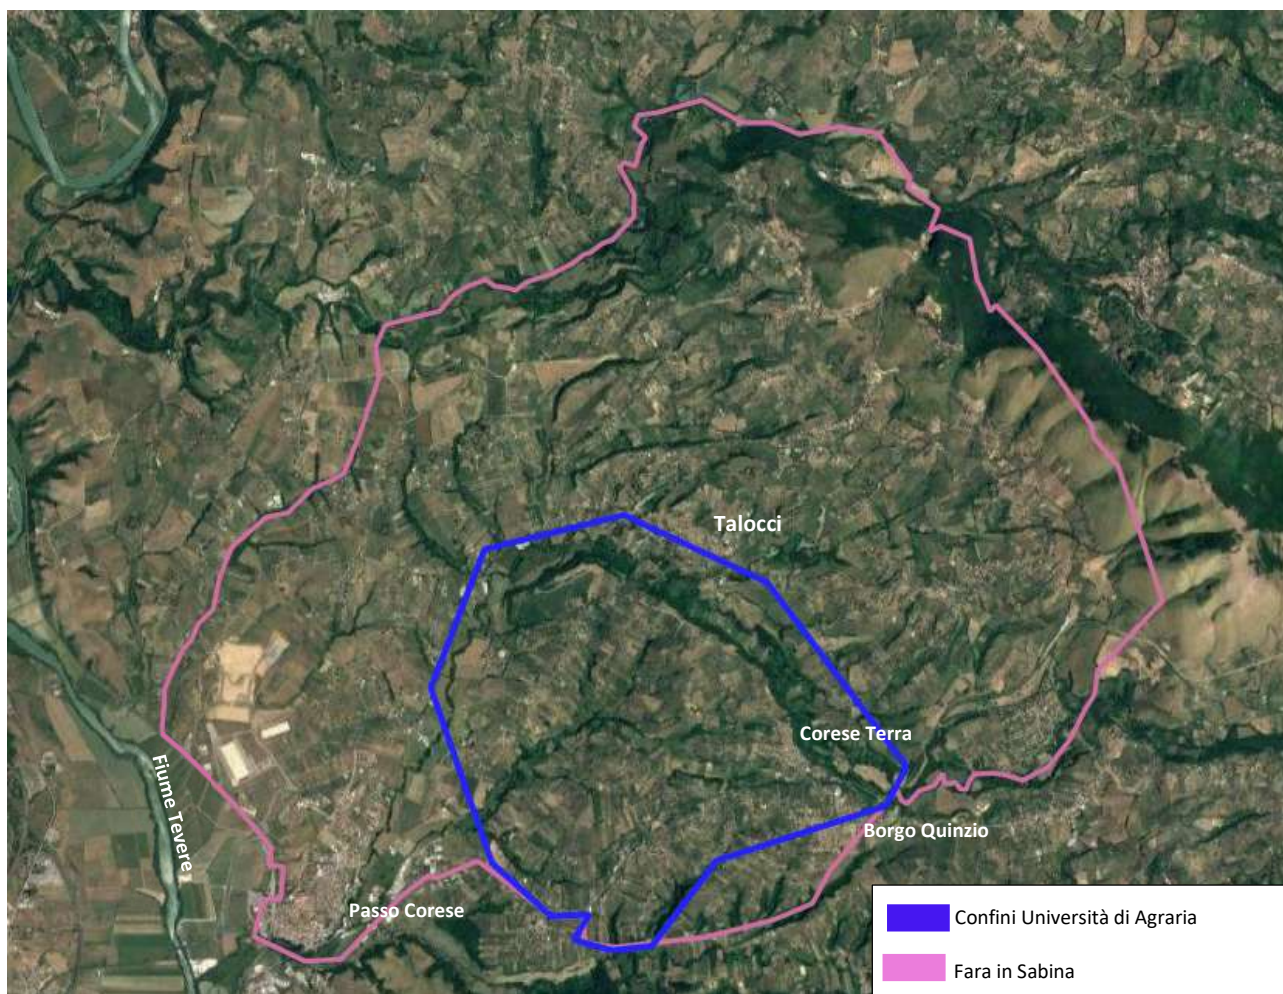 Talocci
Corese Terra
Fiume Tevere
Borgo Quinzio
Passo Corese
Confini Università di Agraria
Fara in Sabina